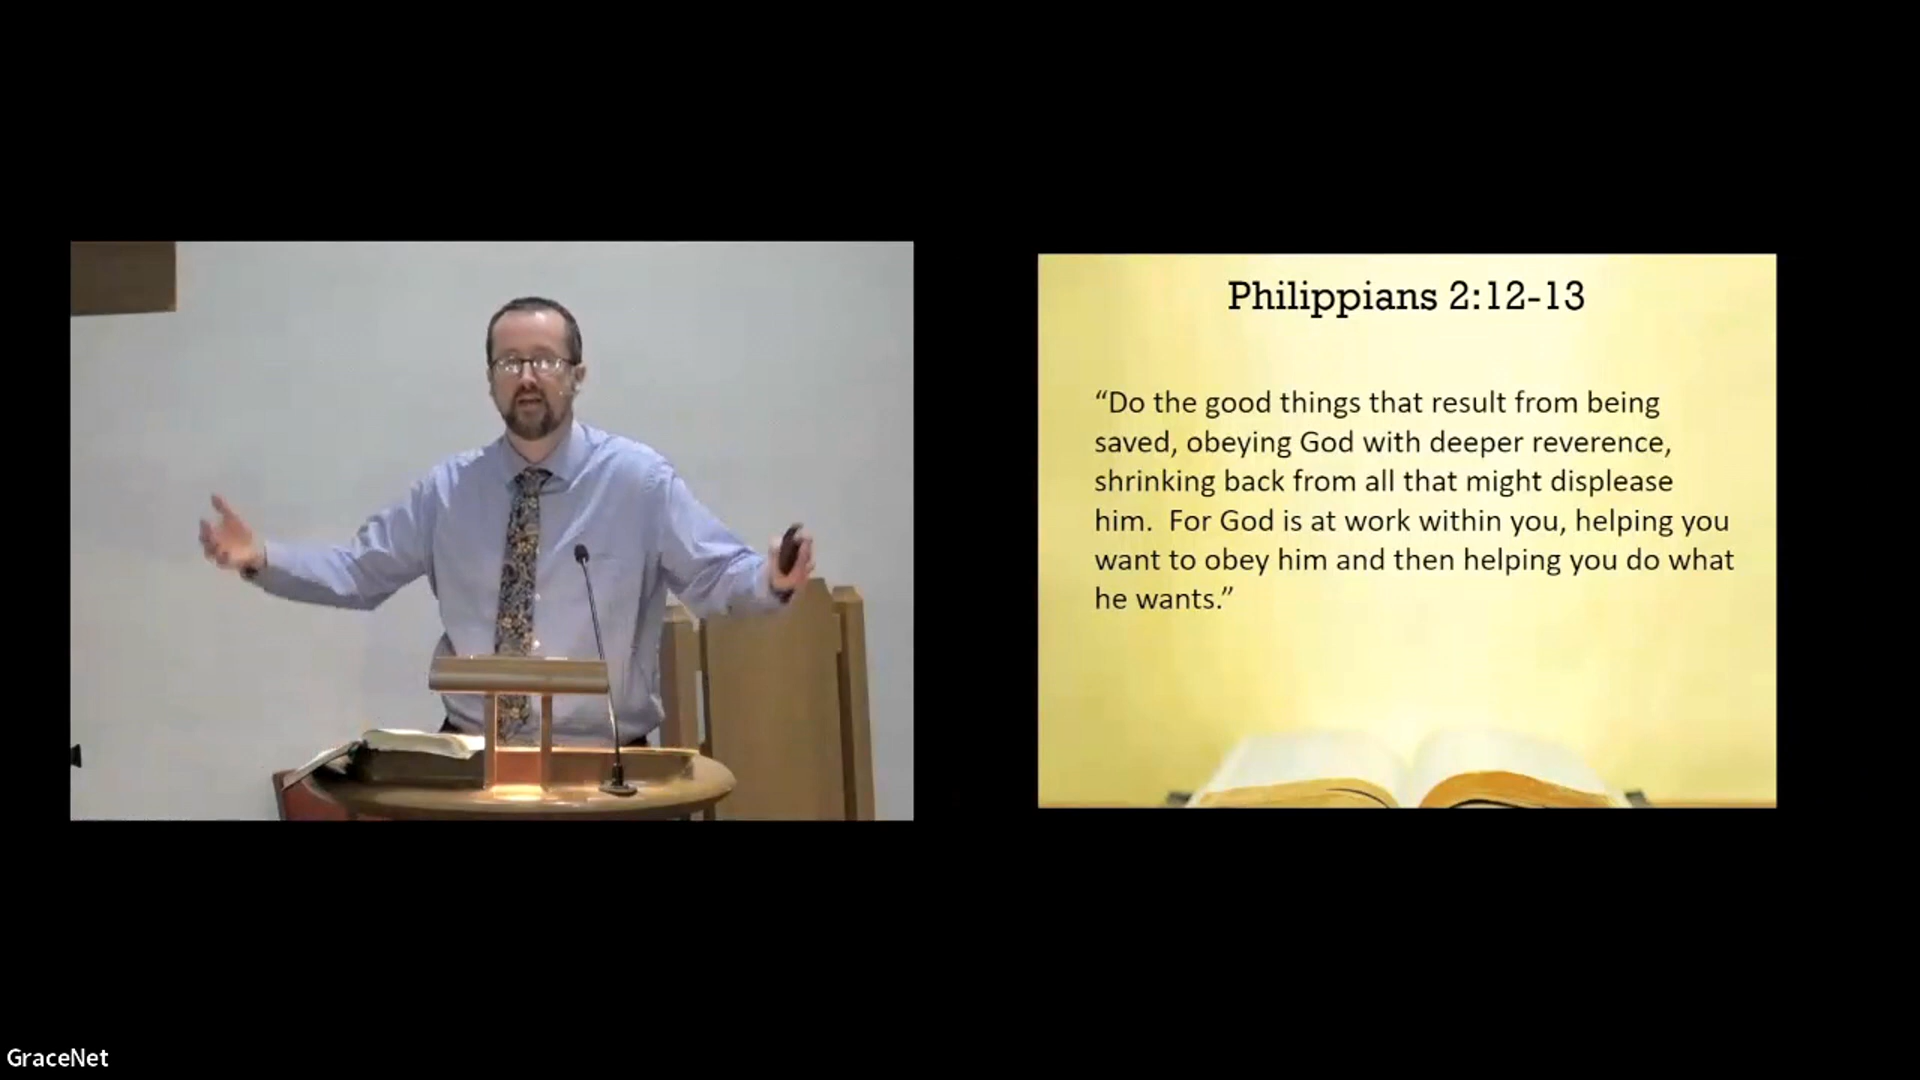 Philippians 2:12-13
“Do the good things that result from being
saved, obeying God with deeper reverence,
shrinking back from all that might displease
him.  For God is at work within you, helping you
want to obey him and then helping you do what
he wants.”
GraceNet